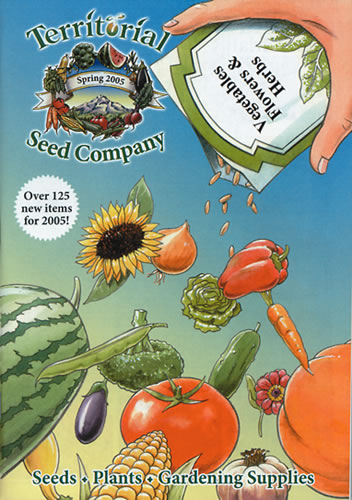 Territorial
Spring 2005
Seed Company
Vegetables
Flowers &
Herbs
Over 125
new items
for 2005!
Seeds • Plants • Gardening Supplies